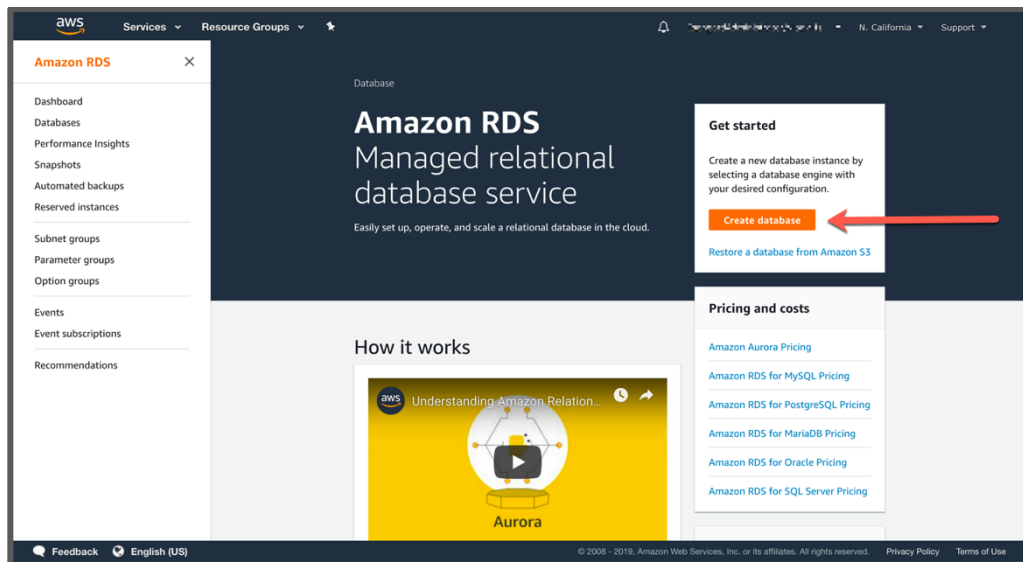 aws
Services
Resource Groups
N. California
Support
Amazon RDS
Dashboard
Databases
Performance Insights
Snapshots
Automated backups
Reserved instances
Subnet groups
Parameter groups
Option groups
Events
Event subscriptions
Recommendations
Database
Amazon RDS
Managed relational
database service
Easily set up, operate, and scale a relational database in the cloud.
Get started
Create a new database instance by
selecting a database engine with
your desired configuration.
Create database
Restore a database from Amazon S3
Pricing and costs
Amazon Aurora Pricing
Amazon RDS for MySQL Pricing
Amazon RDS for PostgreSQL Pricing
Amazon RDS for MariaDB Pricing
Amazon RDS for Oracle Pricing
Amazon RDS for SQL Server Pricing
How it works
aws
Understanding Amazon Relation...
Aurora
Feedback
English (US)
© 2008 - 2019, Amazon Web Services, Inc. or its affiliates. All rights reserved.
Privacy Policy
Terms of Use